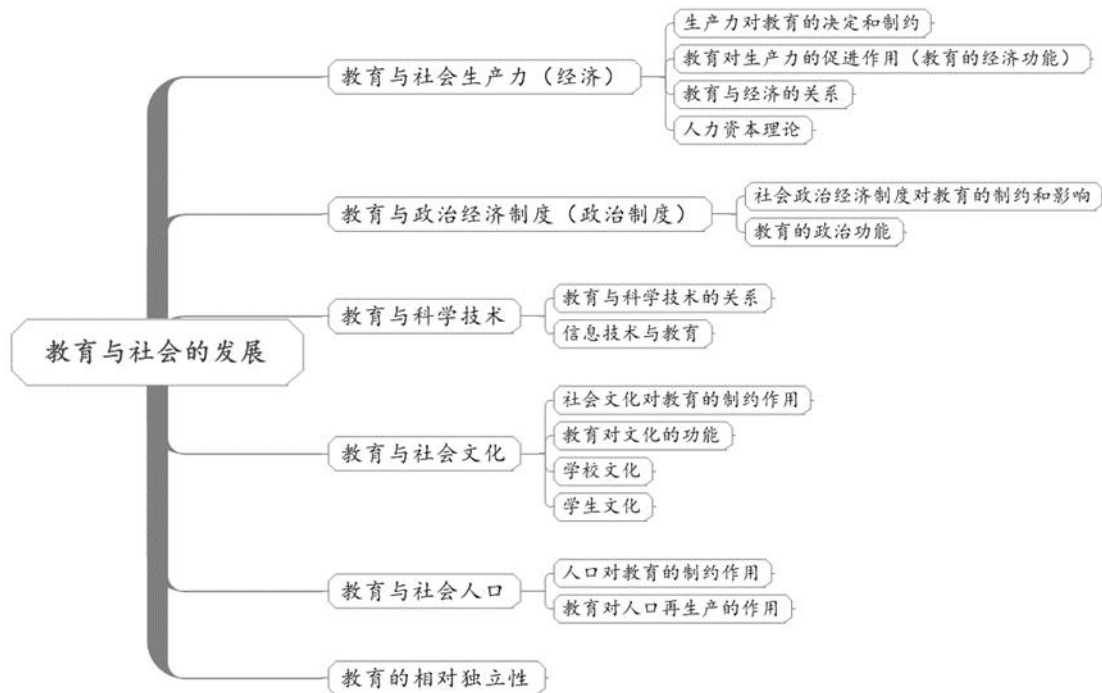 教育与社会的发展
教育与社会生产力（经济）
生产力对教育的决定和制约
教育对生产力的促进作用（教育的经济功能）
教育与经济的关系
人力资本理论
教育与政治经济制度（政治制度）
社会政治经济制度对教育的制约和影响
教育的政治功能
教育与科学技术
教育与科学技术的关系
信息技术与教育
教育与社会文化
社会文化对教育的制约作用
教育对文化的功能
学校文化
学生文化
教育与社会人口
人口对教育的制约作用
教育对人口再生产的作用
教育的相对独立性